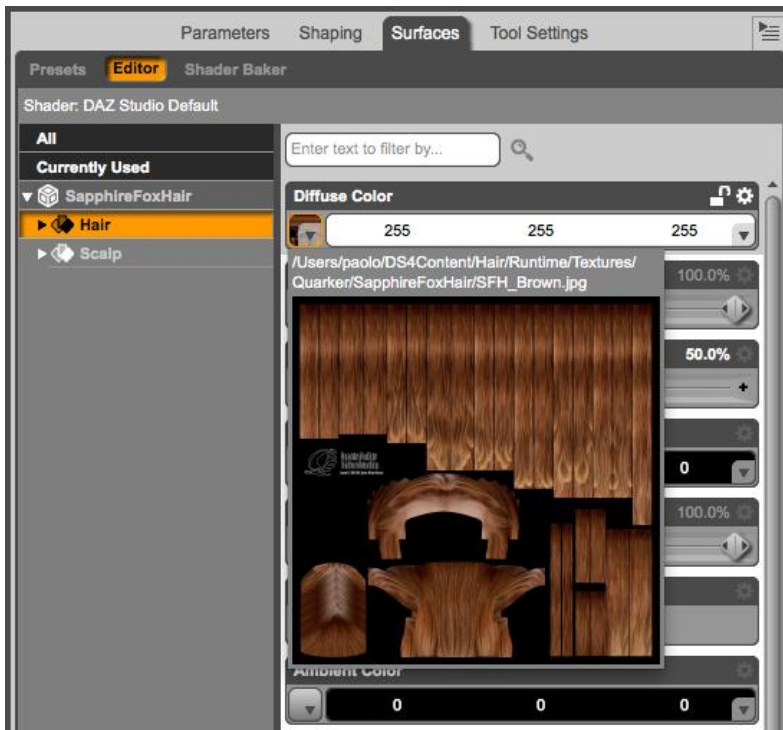 Parameters Shaping Surfaces Tool Settings
Presets Editor Shader Baker
Shader: DAZ Studio Default
All
Currently Used
SapphireFoxHair
Hair
Scalp
Enter text to filter by...
Diffuse Color
255 255 255
/Users/paolo/DS4Content/Hair/Runtime/Textures/
Quarker/SapphireFoxHair/SFH_Brown.jpg
100.0%
50.0%
0
100.0%
Ambient Color
0 0 0